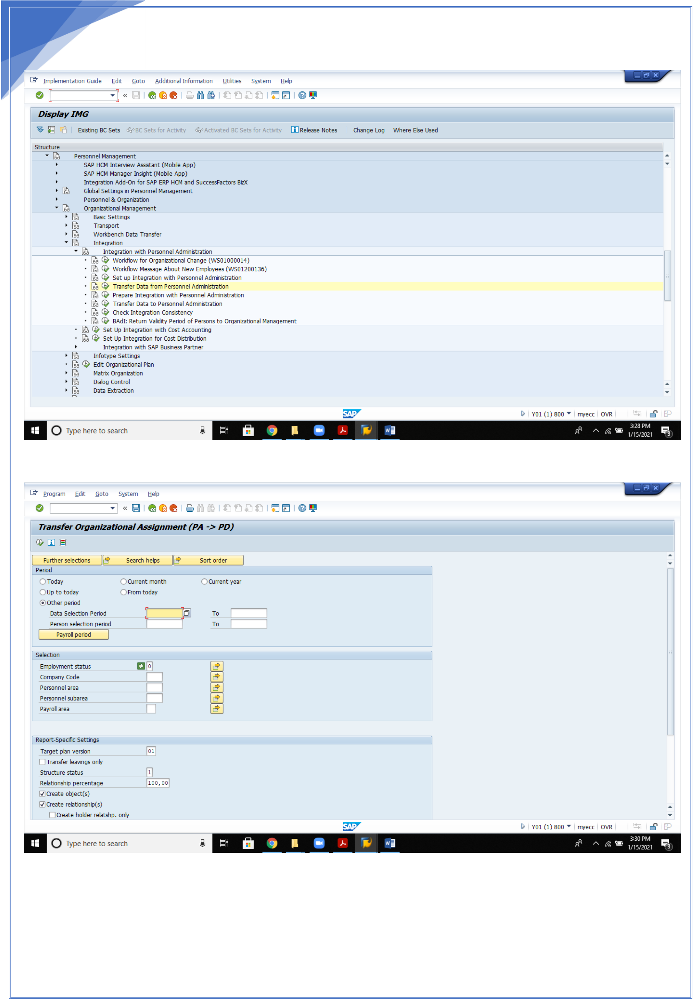 Implementation Guide Edit Goto Additional Information Utilities System Help
Display IMG
Existing BC Sets BC Sets for Activity Activated BC Sets for Activity Release Notes Change Log Where Else Used
Structure
Personnel Management
SAP HCM Interview Assistant (Mobile App)
SAP HCM Manager Insight (Mobile App)
Integration Add-On for SAP ERP HCM and SuccessFactors BizX
Global Settings in Personnel Management
Personnel & Organization
Organizational Management
Basic Settings
Transport
Workbench Data Transfer
Integration
Integration with Personnel Administration
Workflow for Organizational Change (WS01000014)
Workflow Message About New Employees (WS01200136)
Set up Integration with Personnel Administration
Transfer Data from Personnel Administration
Prepare Integration with Personnel Administration
Transfer Data to Personnel Administration
Check Integration Consistency
BAdI: Return Validity Period of Persons to Organizational Management
Set Up Integration with Cost Accounting
Set Up Integration for Cost Distribution
Integration with SAP Business Partner
Infotype Settings
Edit Organizational Plan
Matrix Organization
Dialog Control
Data Extraction
SAP Y01 (1) 800 myecc OVR
Type here to search
3:28 PM
1/15/2021
3
Program Edit Goto System Help
Transfer Organizational Assignment (PA -> PD)
Further selections Search helps Sort order
Period
Today Current month Current year
Up to today From today
Other period
Data Selection Period To
Person selection period To
Payroll period
Selection
Employment status ≠ 0
Company Code
Personnel area
Personnel subarea
Payroll area
Report-Specific Settings
Target plan version 01
Transfer leavings only
Structure status 1
Relationship percentage 100,00
Create object(s)
Create relationship(s)
Create holder relatshp. only
SAP Y01 (1) 800 myecc OVR
Type here to search
3:30 PM
1/15/2021
3